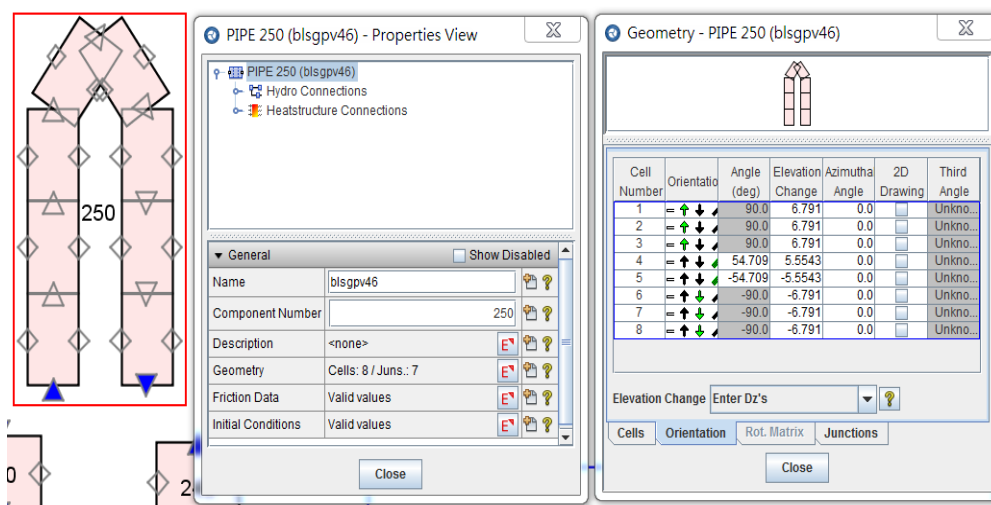 250
0
24
PIPE 250 (blsgpv46) - Properties View
PIPE 250 (blsgpv46)
Hydro Connections
Heatstructure Connections
General Show Disabled
Name blsgpv46
Component Number 250
Description <none>
Geometry Cells: 8 / Juns.: 7
Friction Data Valid values
Initial Conditions Valid values
Close
Geometry - PIPE 250 (blsgpv46)
Cell Number Orientatio Angle (deg) Elevation Change Azimutha Angle 2D Drawing Third Angle
1 90.0 6.791 0.0 Unkno...
2 90.0 6.791 0.0 Unkno...
3 90.0 6.791 0.0 Unkno...
4 54.709 5.5543 0.0 Unkno...
5 -54.709 -5.5543 0.0 Unkno...
6 -90.0 -6.791 0.0 Unkno...
7 -90.0 -6.791 0.0 Unkno...
8 -90.0 -6.791 0.0 Unkno...
Elevation Change Enter Dz's
Cells Orientation Rot. Matrix Junctions
Close